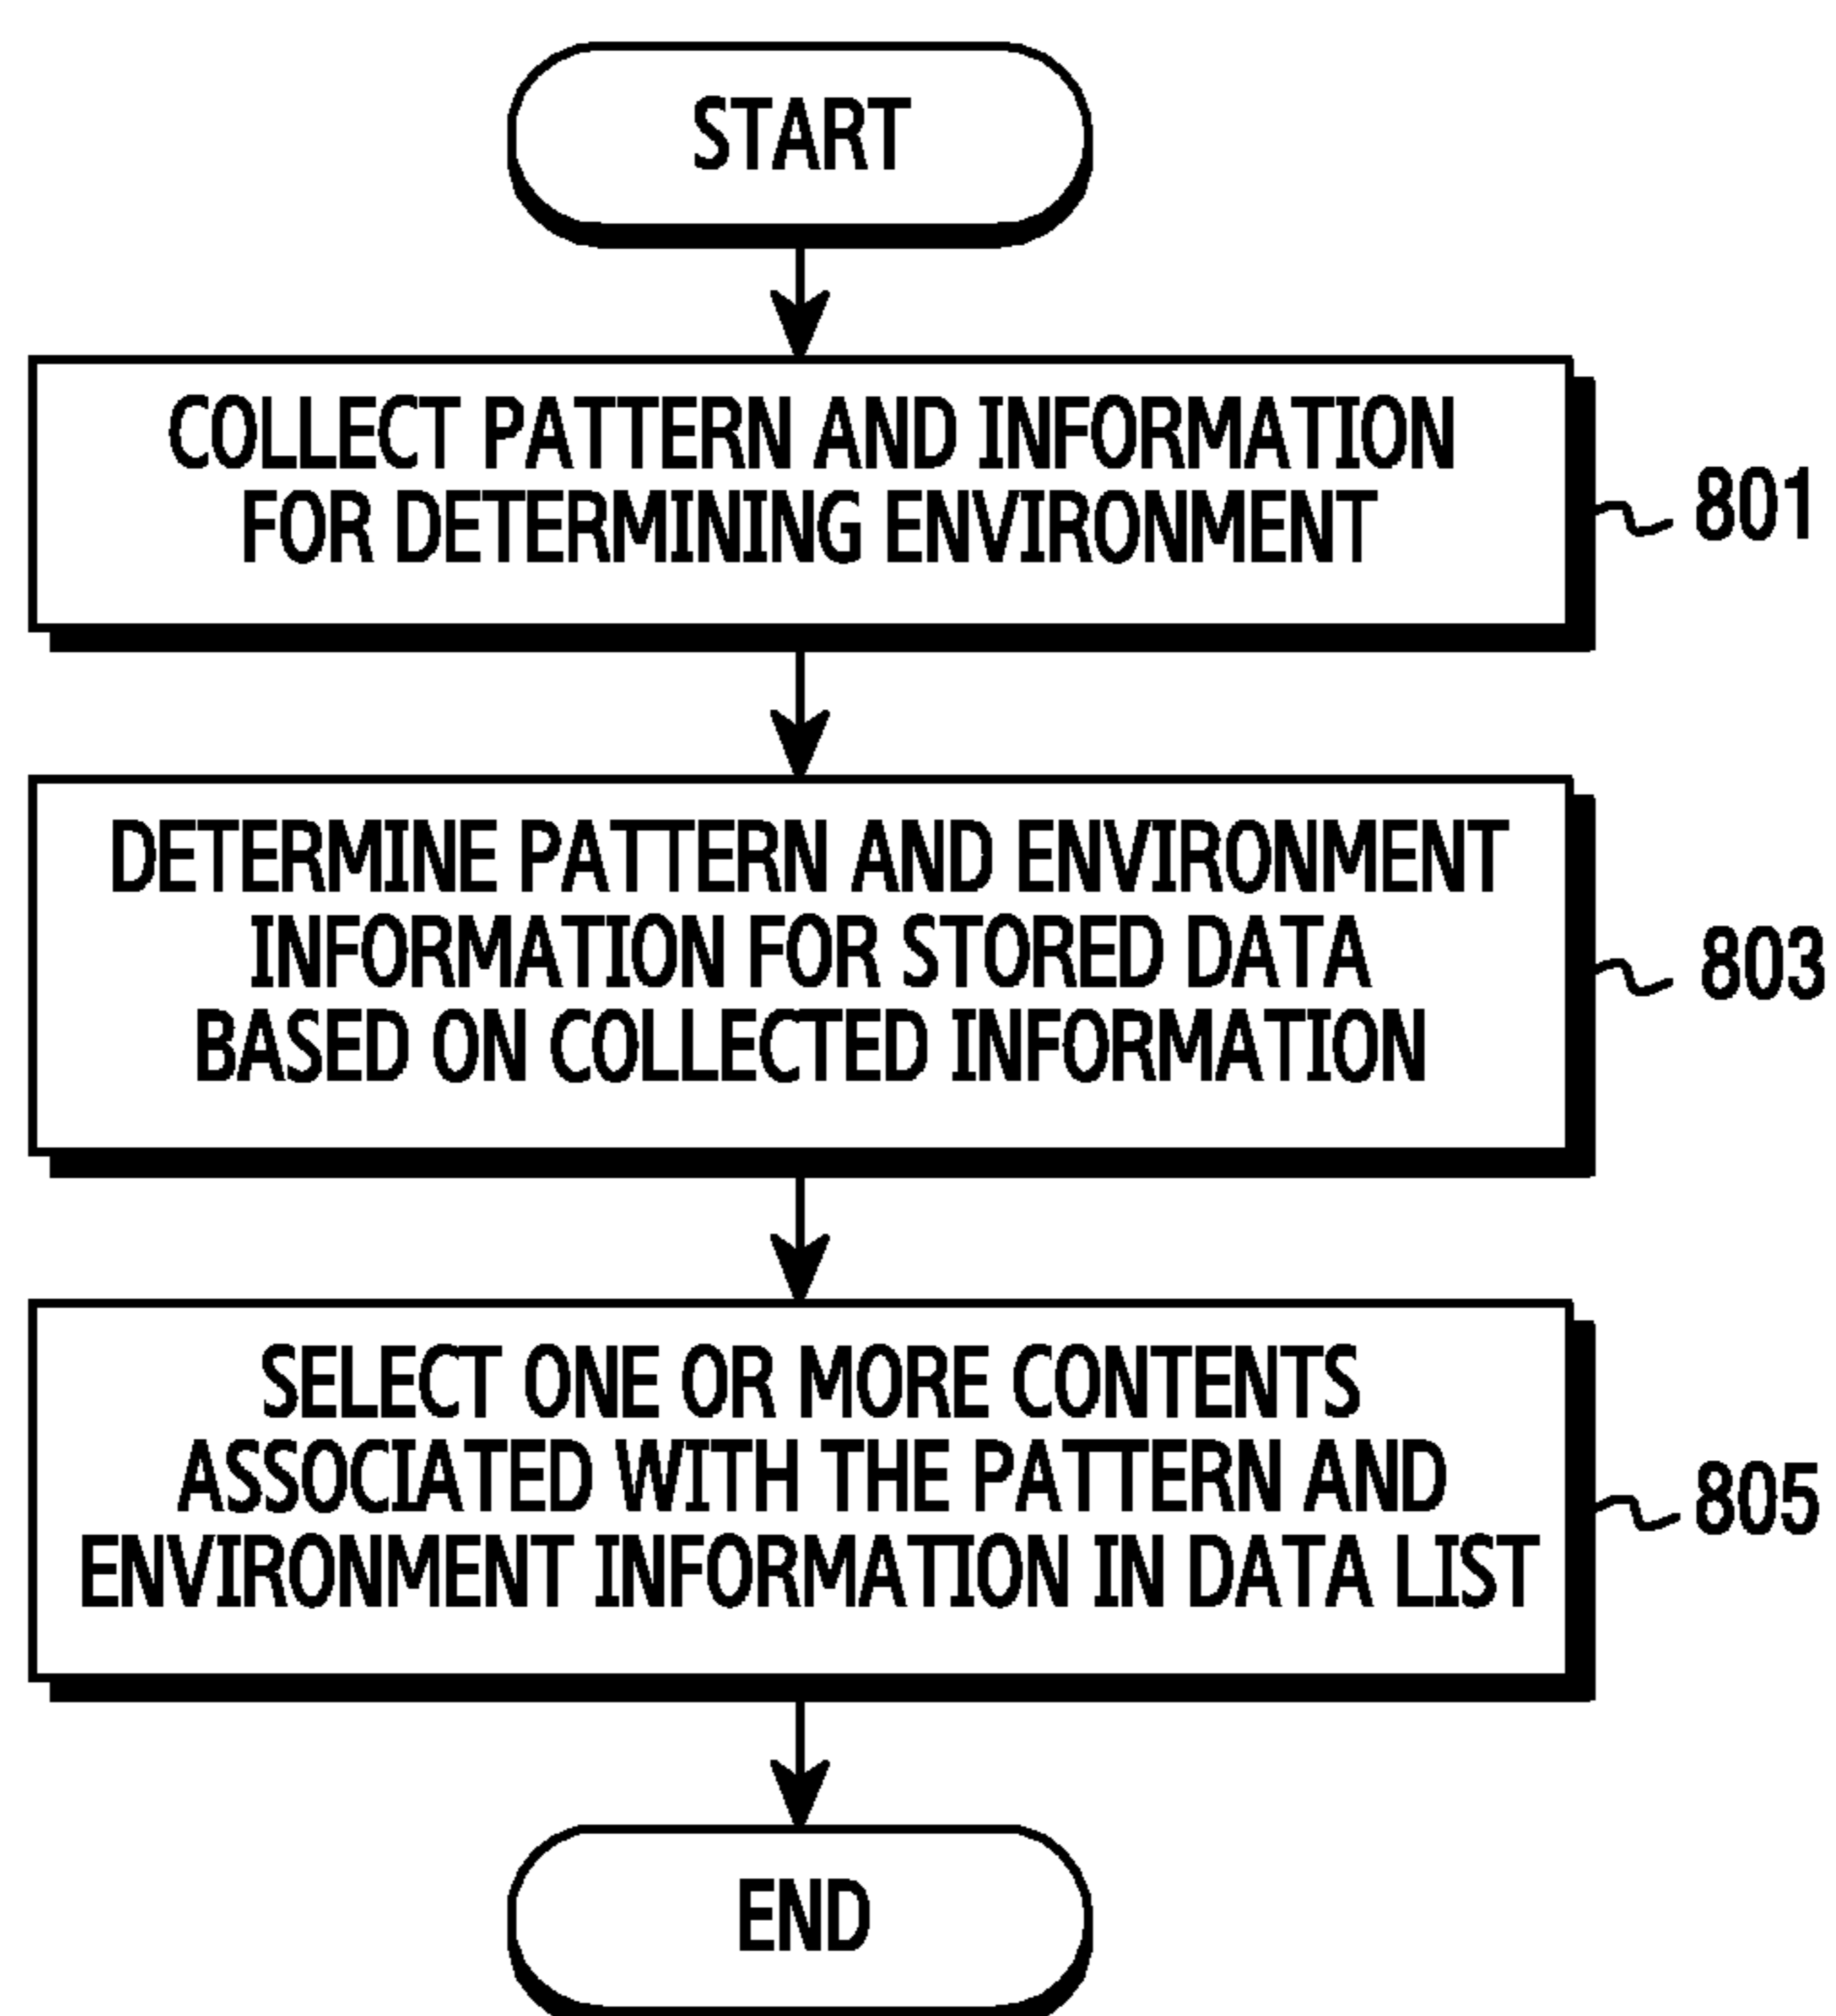 START
COLLECT PATTERN AND INFORMATION
FOR DETERMINING ENVIRONMENT
801
DETERMINE PATTERN AND ENVIRONMENT
INFORMATION FOR STORED DATA
BASED ON COLLECTED INFORMATION
803
SELECT ONE OR MORE CONTENTS
ASSOCIATED WITH THE PATTERN AND
ENVIRONMENT INFORMATION IN DATA LIST
805
END